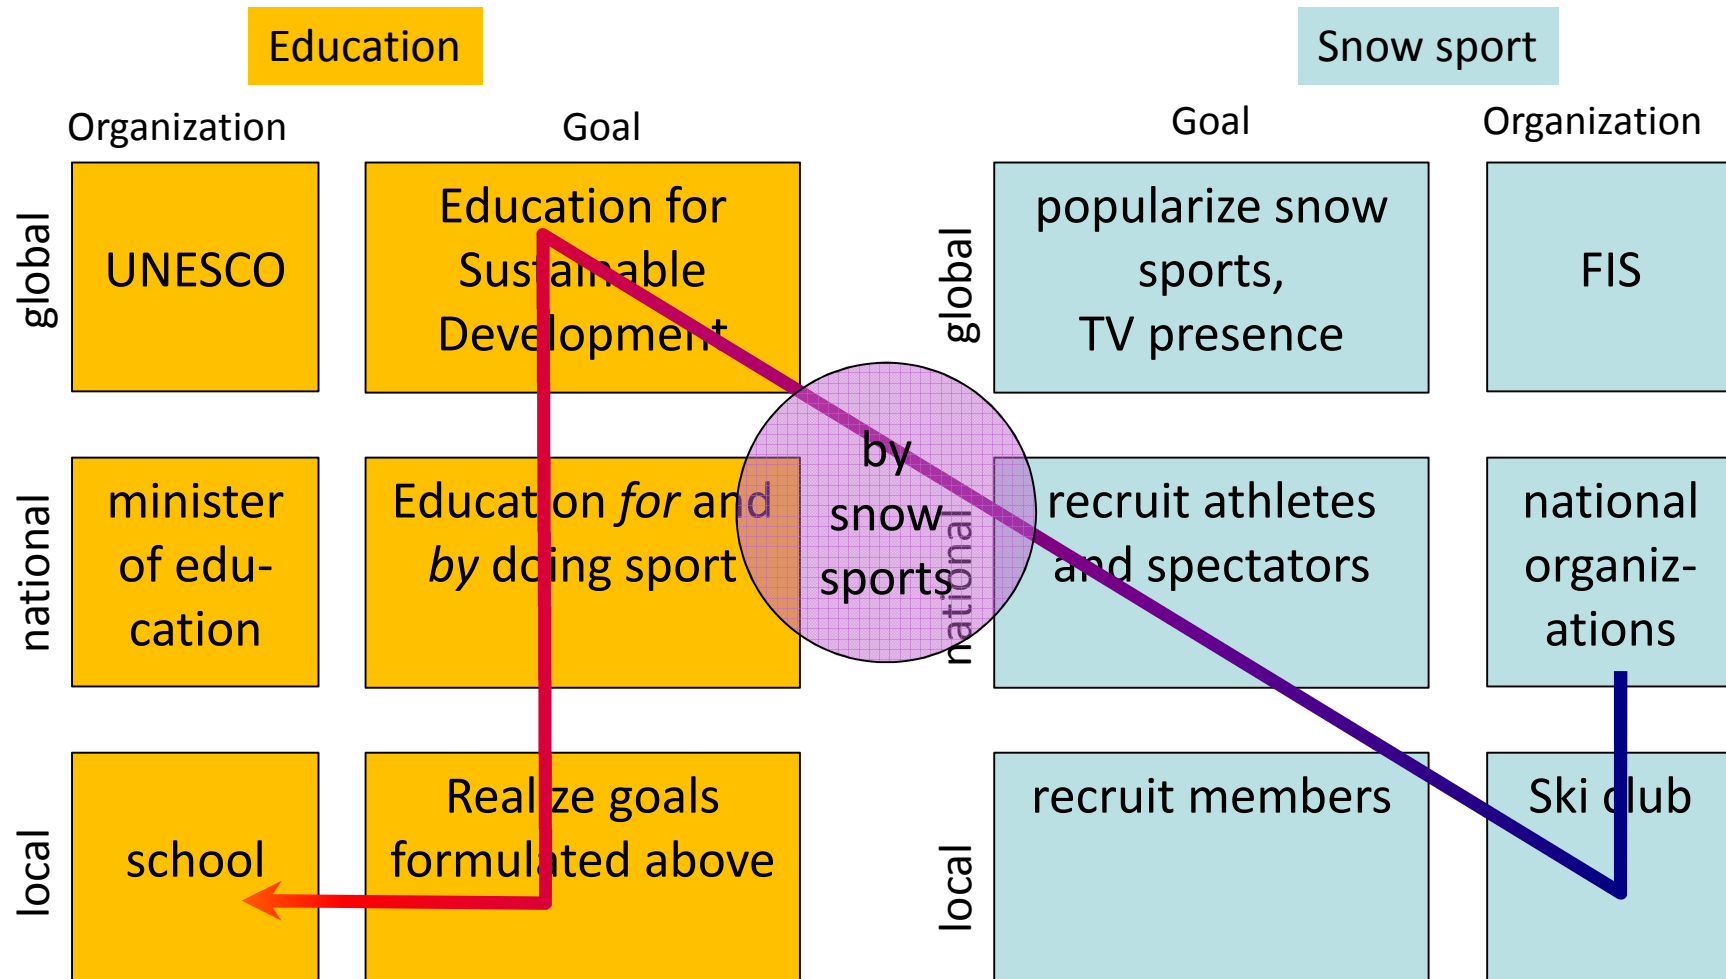 Education
Snow sport
Organization
Goal
Goal
Organization
global
UNESCO
Education for
Sustainable
Development
global
popularize snow
sports,
TV presence
FIS
national
minister
of edu-
cation
Education for and
by doing sport
by
snow
sports
national
recruit athletes
and spectators
national
organiz-
ations
local
school
Realize goals
formulated above
local
recruit members
Ski club